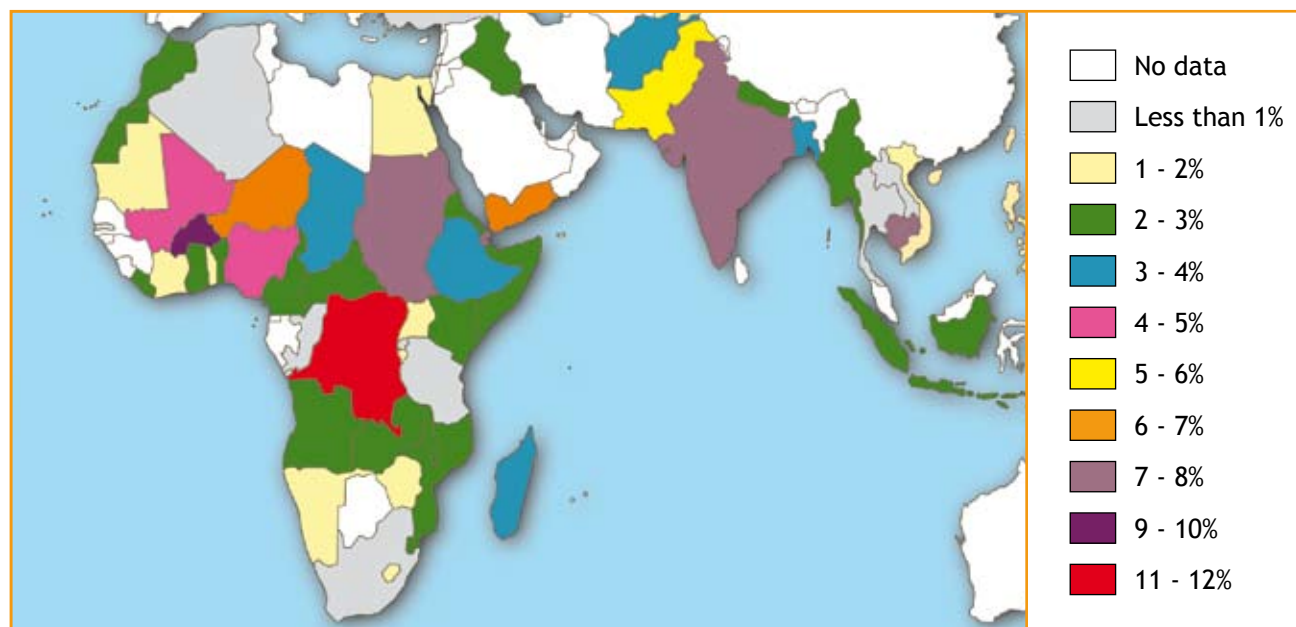 No data
Less than 1%
1 - 2%
2 - 3%
3 - 4%
4 - 5%
5 - 6%
6 - 7%
7 - 8%
9 - 10%
11 - 12%